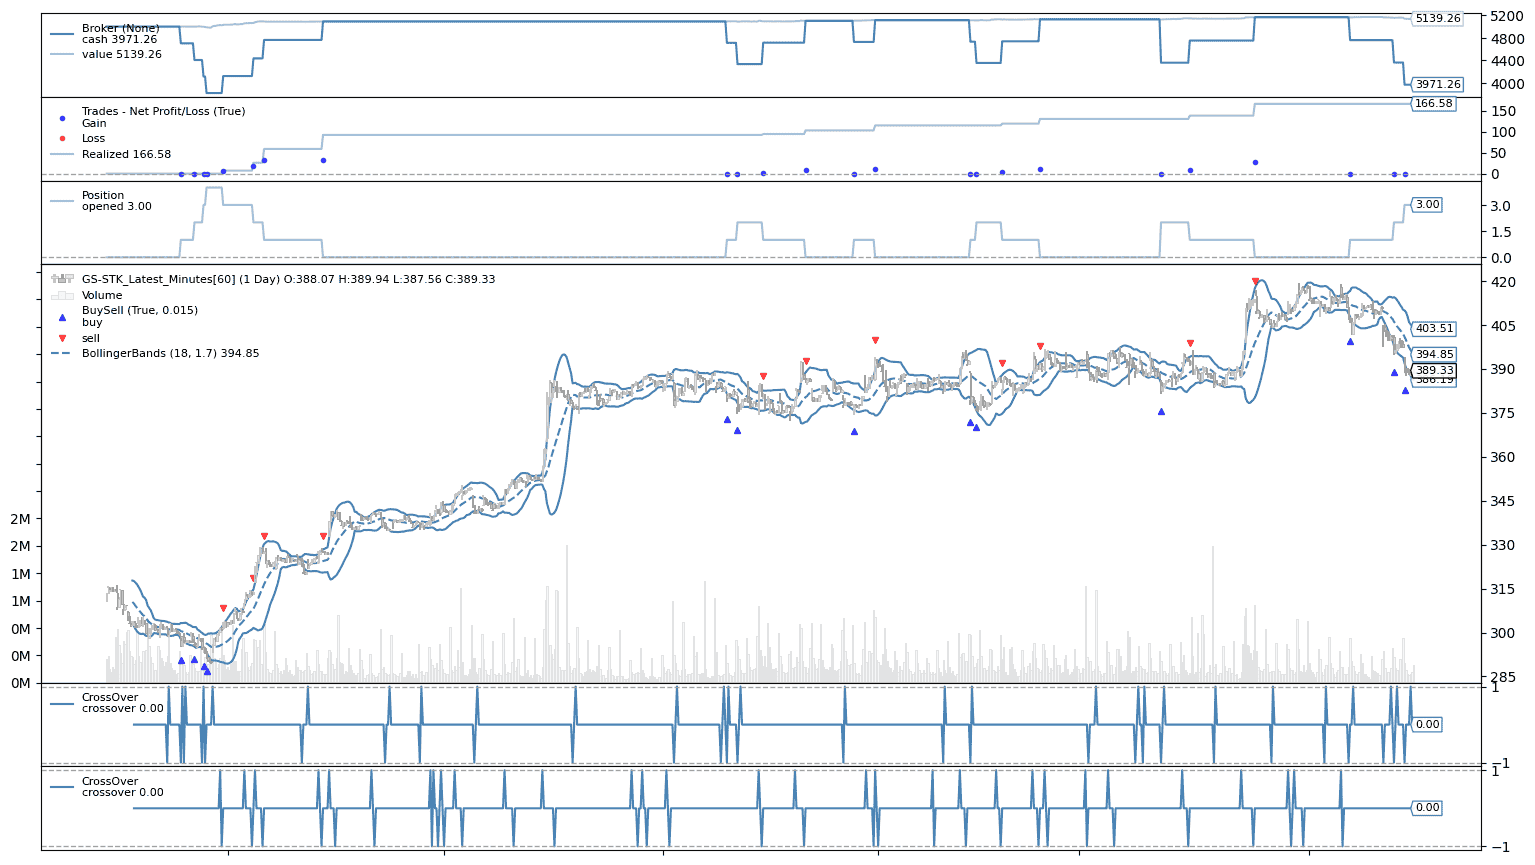 Broker (None)
cash 3971.26
value 5139.26
5139.26
3971.26
5200
4800
4400
4000
Trades - Net Profit/Loss (True)
Gain
Loss
Realized 166.58
166.58
150
100
50
0
Position
opened 3.00
3.00
3.0
1.5
0.0
GS-STK_Latest_Minutes[60] (1 Day) O:388.07 H:389.94 L:387.56 C:389.33
Volume
BuySell (True, 0.015)
buy
sell
BollingerBands (18, 1.7) 394.85
403.51
394.85
389.33
386.19
420
405
390
375
360
345
330
315
300
285
2M
2M
1M
1M
0M
0M
0M
CrossOver
crossover 0.00
0.00
1
−1
CrossOver
crossover 0.00
0.00
1
−1